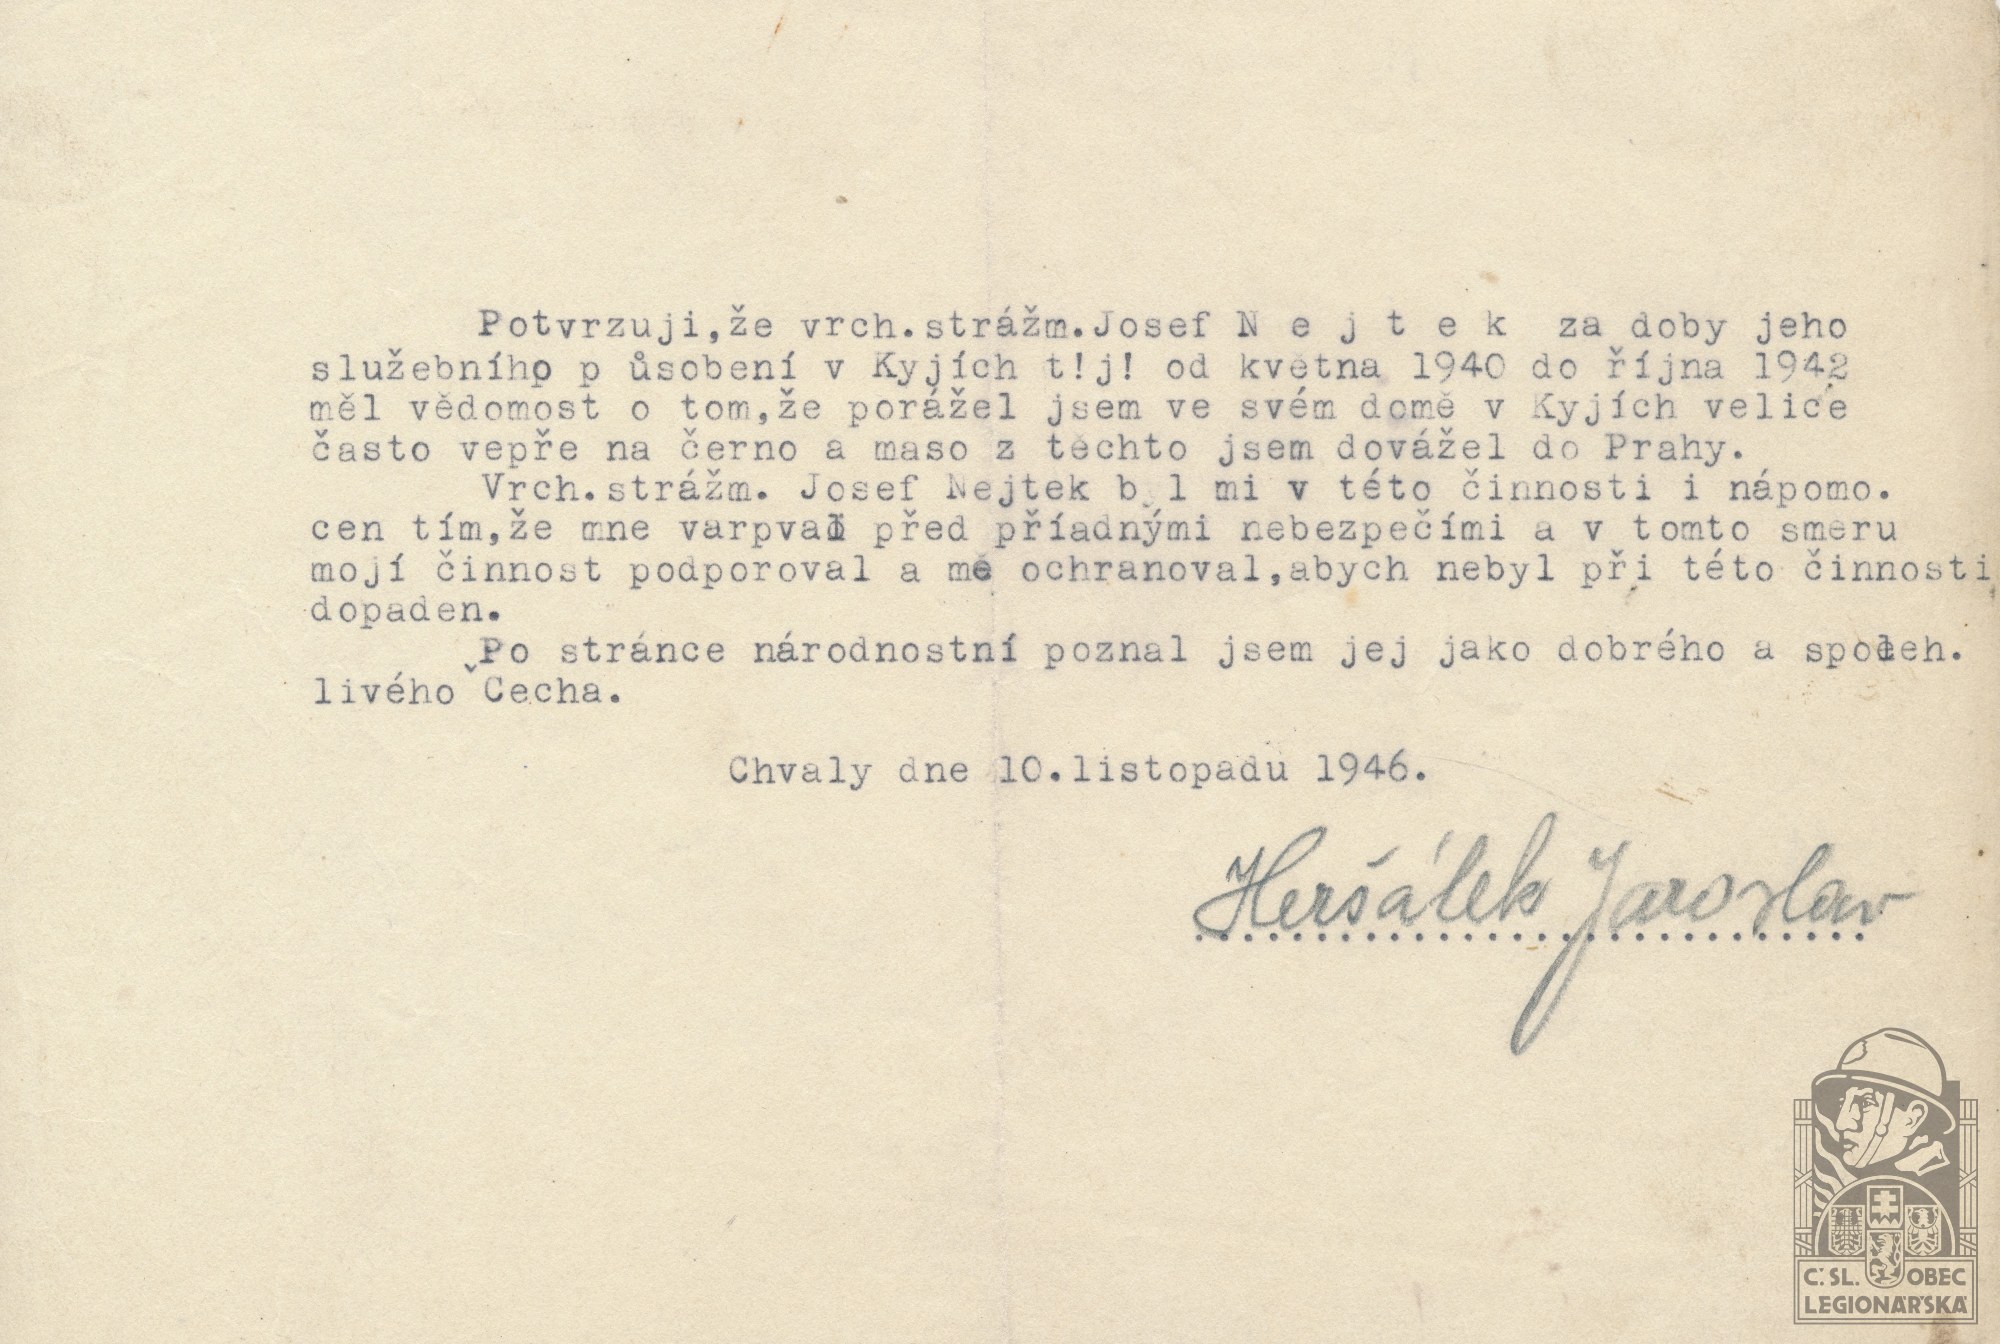 Potvrzuji,že vrch.strážm.Josef N e j t e k za doby jeho
služebního p ůsobení v Kyjích t!j! od května 1940 do října 1942
měl vědomost o tom,že porážel jsem ve svém domě v Kyjích velice
často vepře na černo a maso z těchto jsem dovážel do Prahy.
Vrch.strážm. Josef Nejtek b l mi v této činnosti i nápomo.
cen tím,že mne varpval před příadnými nebezpečími a v tomto smeru
mojí činnost podporoval a mě ochranoval,abych nebyl při této činnosti
dopaden.
Po stránce národnostní poznal jsem jej jako dobrého a spoleh.
livého Čecha.
Chvaly dne 10.listopadu 1946.
Heršálek Jaroslav
Č.SL. OBEC
LEGIONÁŘSKÁ